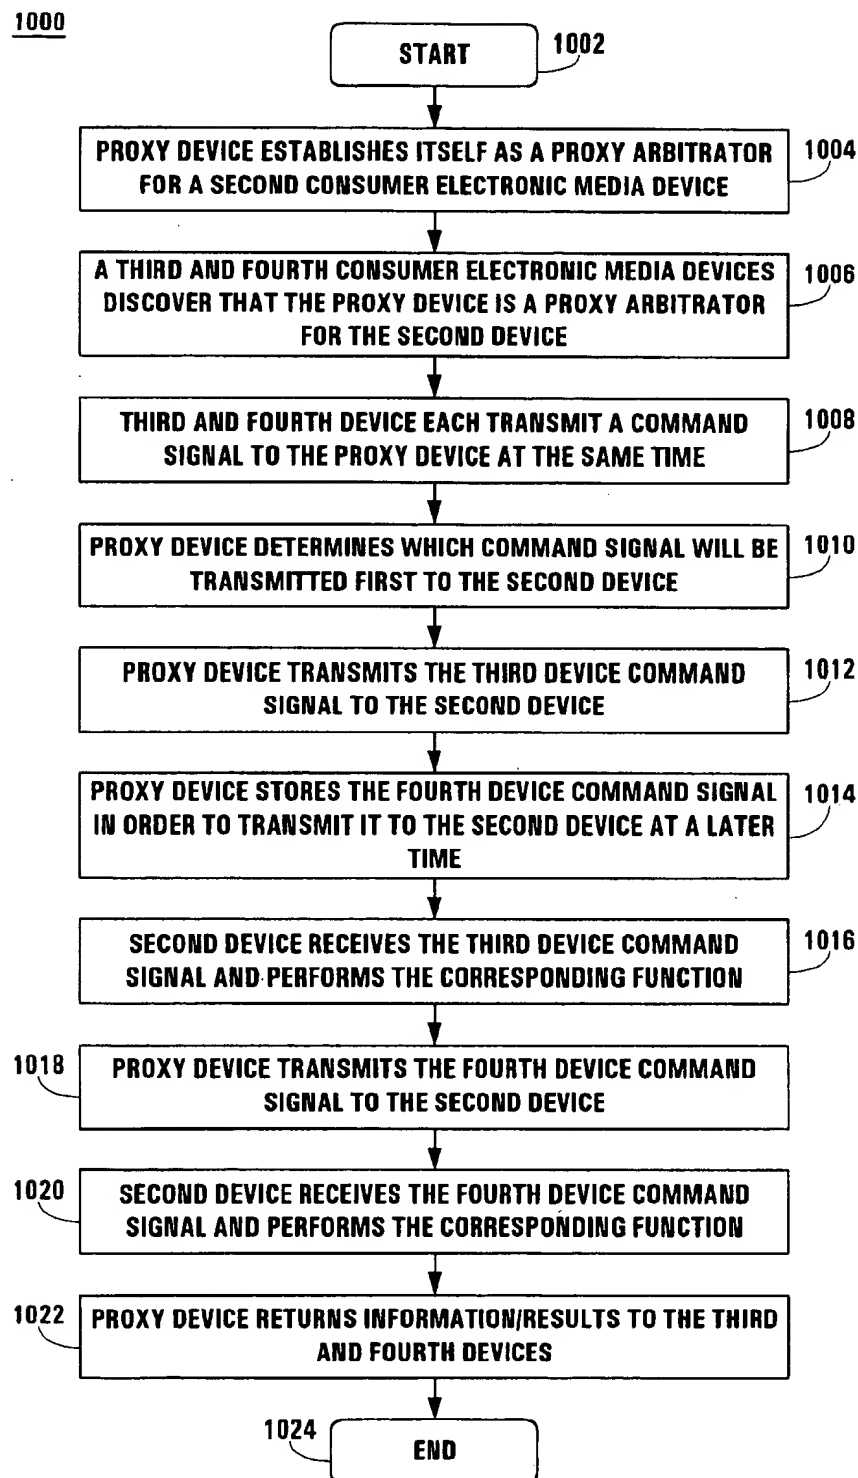 1000
START
1002
PROXY DEVICE ESTABLISHES ITSELF AS A PROXY ARBITRATOR
FOR A SECOND CONSUMER ELECTRONIC MEDIA DEVICE
1004
A THIRD AND FOURTH CONSUMER ELECTRONIC MEDIA DEVICES
DISCOVER THAT THE PROXY DEVICE IS A PROXY ARBITRATOR
FOR THE SECOND DEVICE
1006
THIRD AND FOURTH DEVICE EACH TRANSMIT A COMMAND
SIGNAL TO THE PROXY DEVICE AT THE SAME TIME
1008
PROXY DEVICE DETERMINES WHICH COMMAND SIGNAL WILL BE
TRANSMITTED FIRST TO THE SECOND DEVICE
1010
PROXY DEVICE TRANSMITS THE THIRD DEVICE COMMAND
SIGNAL TO THE SECOND DEVICE
1012
PROXY DEVICE STORES THE FOURTH DEVICE COMMAND SIGNAL
IN ORDER TO TRANSMIT IT TO THE SECOND DEVICE AT A LATER
TIME
1014
SECOND DEVICE RECEIVES THE THIRD DEVICE COMMAND
SIGNAL AND PERFORMS THE CORRESPONDING FUNCTION
1016
1018
PROXY DEVICE TRANSMITS THE FOURTH DEVICE COMMAND
SIGNAL TO THE SECOND DEVICE
1020
SECOND DEVICE RECEIVES THE FOURTH DEVICE COMMAND
SIGNAL AND PERFORMS THE CORRESPONDING FUNCTION
1022
PROXY DEVICE RETURNS INFORMATION/RESULTS TO THE THIRD
AND FOURTH DEVICES
1024
END